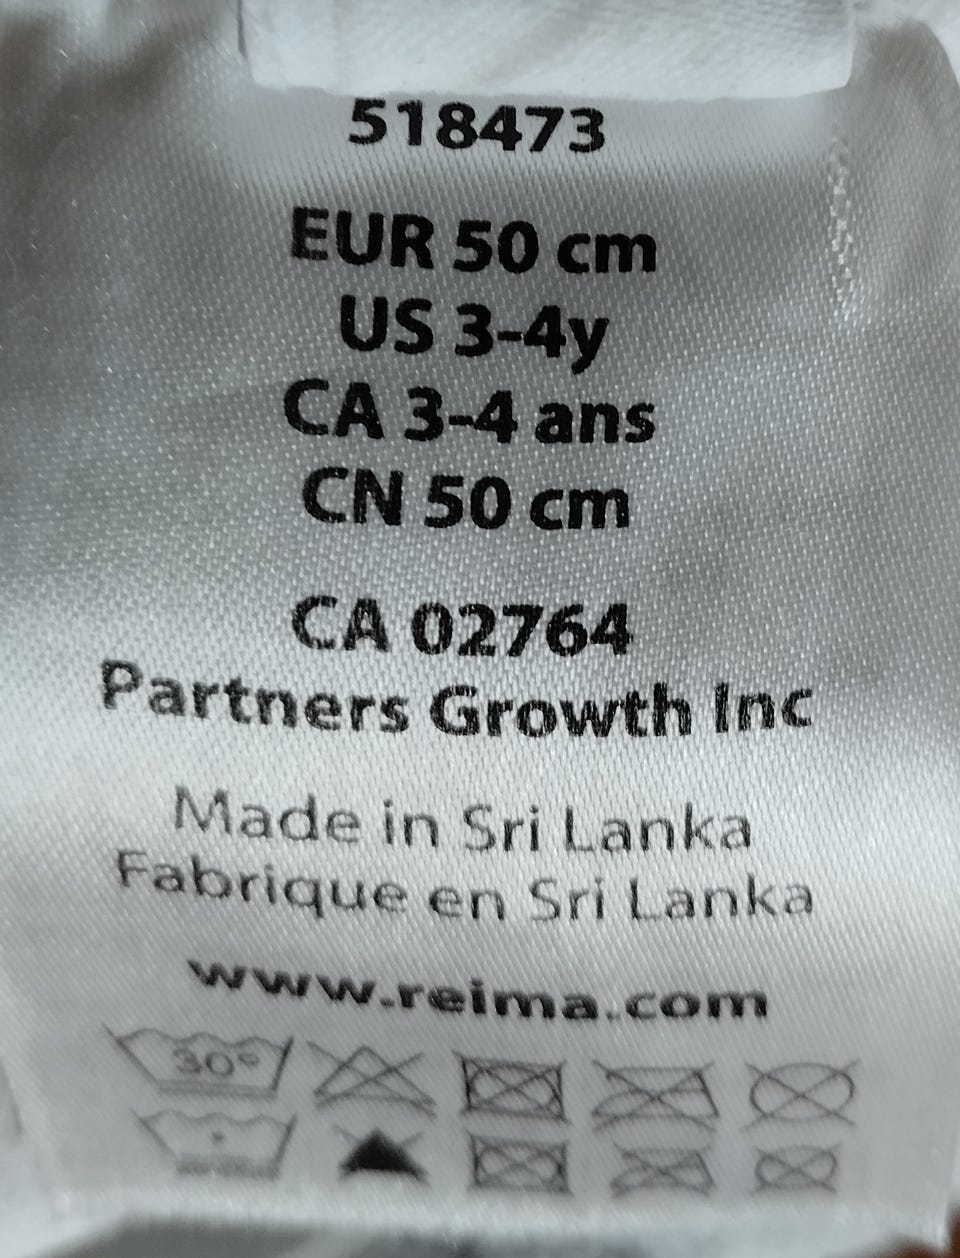 518473
EUR 50 cm
US 3-4y
CA 3-4 ans
CN 50 cm
CA 02764
Partners Growth Inc
Made in Sri Lanka
Fabrique en Sri Lanka
www.reima.com
30°